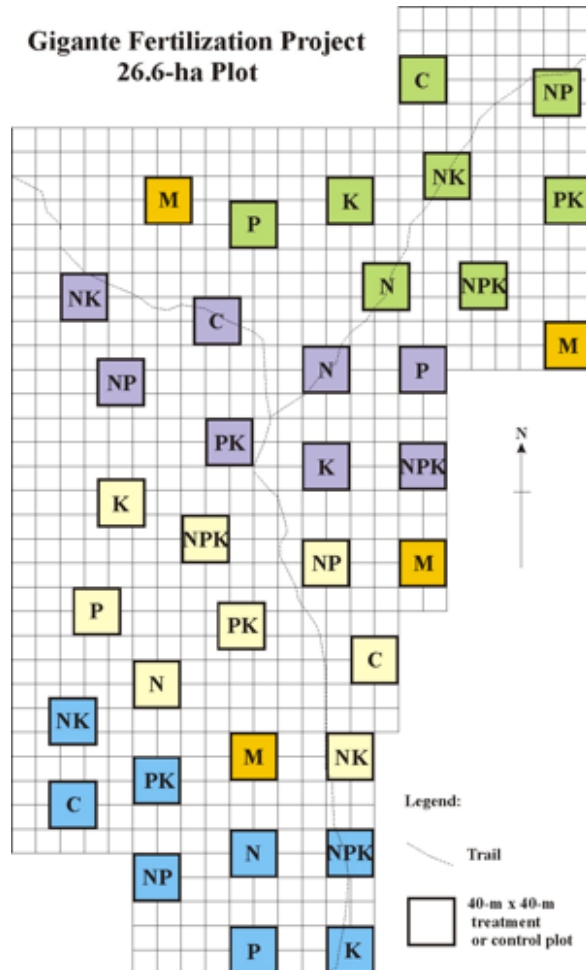 Gigante Fertilization Project
26.6-ha Plot
C
NP
NK
M
K
PK
P
N
NPK
NK
C
M
N
P
NP
PK
K
NPK
K
NPK
NP
M
P
PK
C
N
NK
M
NK
PK
C
N
NPK
NP
P
K
N
Legend:
Trail
40-m x 40-m
treatment
or control plot